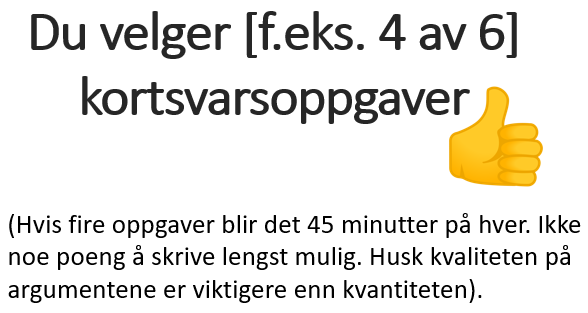 Du velger [f.eks. 4 av 6]
kortsvarsoppgaver
(Hvis fire oppgaver blir det 45 minutter på hver. Ikke
noe poeng å skrive lengst mulig. Husk kvaliteten på
argumentene er viktigere enn kvantiteten).